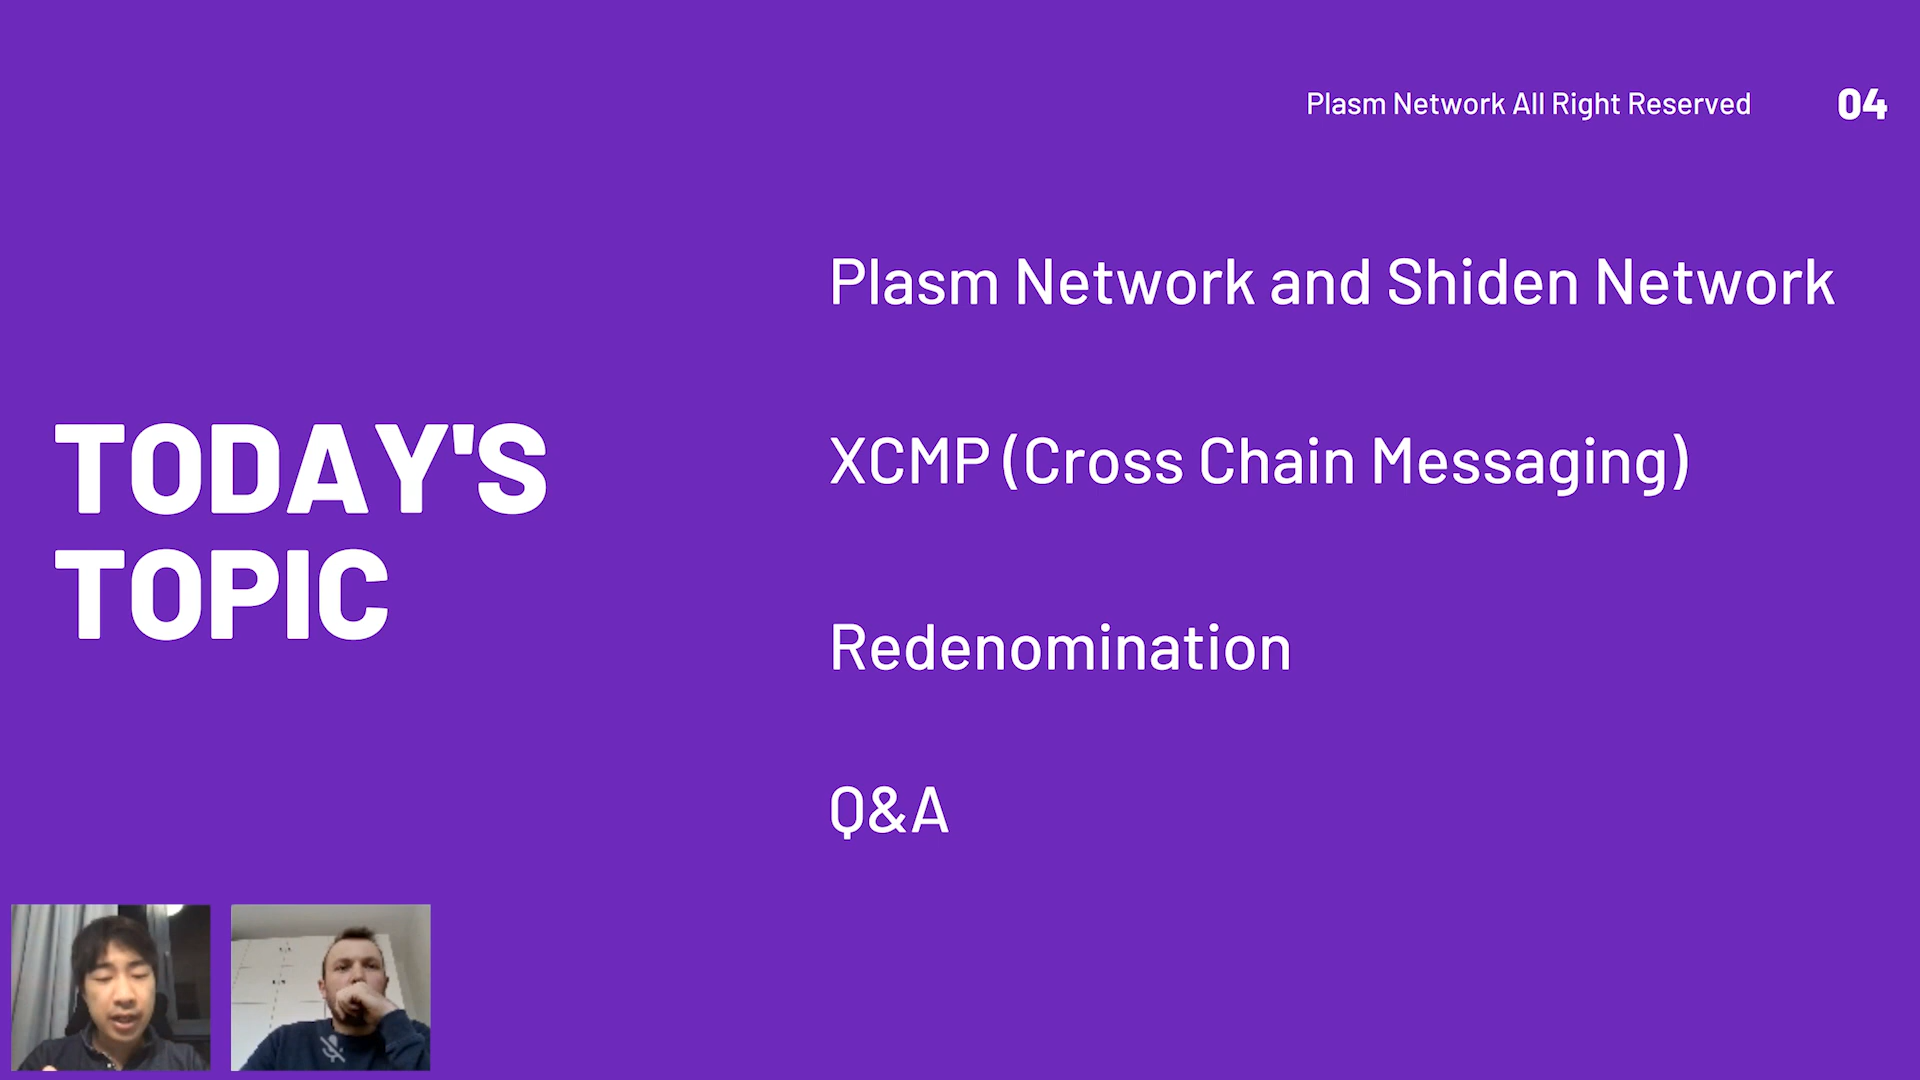 Plasm Network All Right Reserved 04
TODAY'S
TOPIC
Plasm Network and Shiden Network
XCMP (Cross Chain Messaging)
Redenomination
Q&A